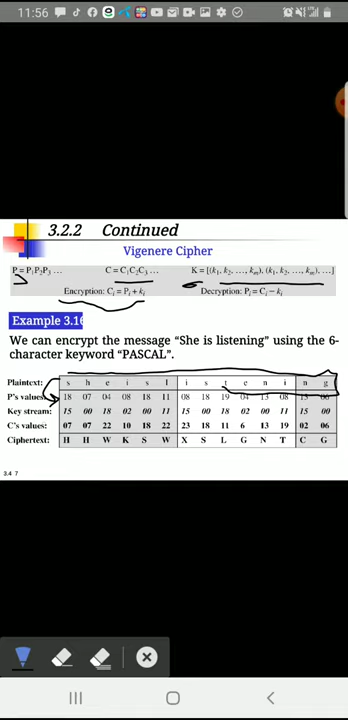 11:56
3.2.2 Continued
Vigenere Cipher
P = P₁P₂P₃ … C = C₁C₂C₃ … K = [(k₁, k₂, …, kₘ), (k₁, k₂, …, kₘ), …]
Encryption: Cᵢ = Pᵢ + kᵢ Decryption: Pᵢ = Cᵢ − kᵢ
Example 3.16
We can encrypt the message “She is listening” using the 6-
character keyword “PASCAL”.
Plaintext: s h e i s l i s t e n i n g
P's values: 18 07 04 08 18 11 08 18 19 04 13 08 13 06
Key stream: 15 00 18 02 00 11 15 00 18 02 00 11 15 00
C's values: 07 07 22 10 18 22 23 18 11 6 13 19 02 06
Ciphertext: H H W K S W X S L G N T C G
3.4 7